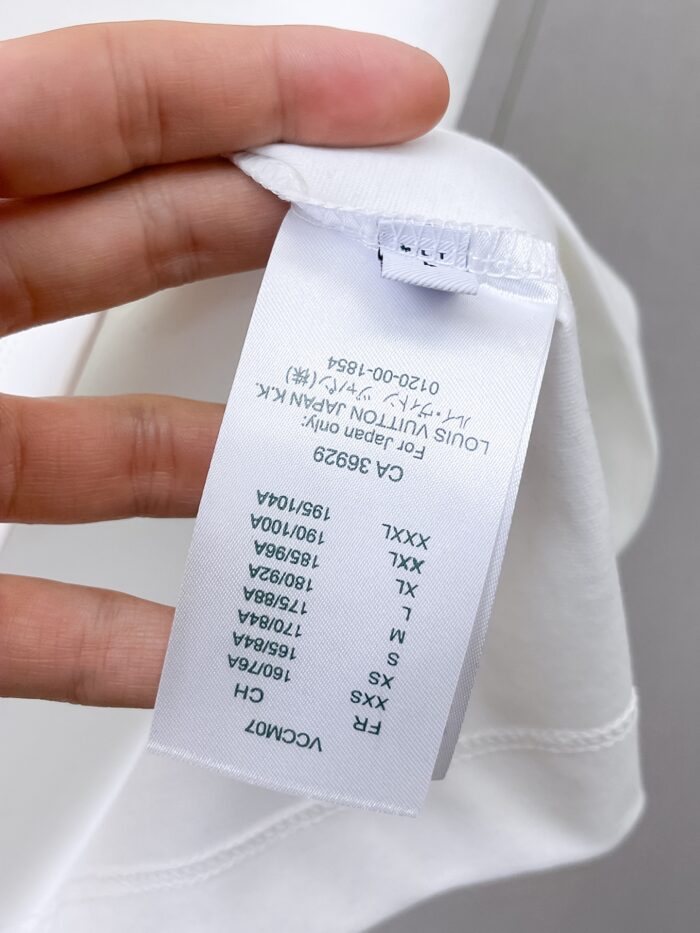 VCCM07
FR CH
XXS 160/76A
XS 165/84A
S 170/84A
M 175/88A
L 180/92A
XL 185/96A
XXL 190/100A
XXXL 195/104A
CA 36929
For Japan only:
LOUIS VUITTON JAPAN K.K.
ルイ・ヴィトン ジャパン(株)
0120-00-1854